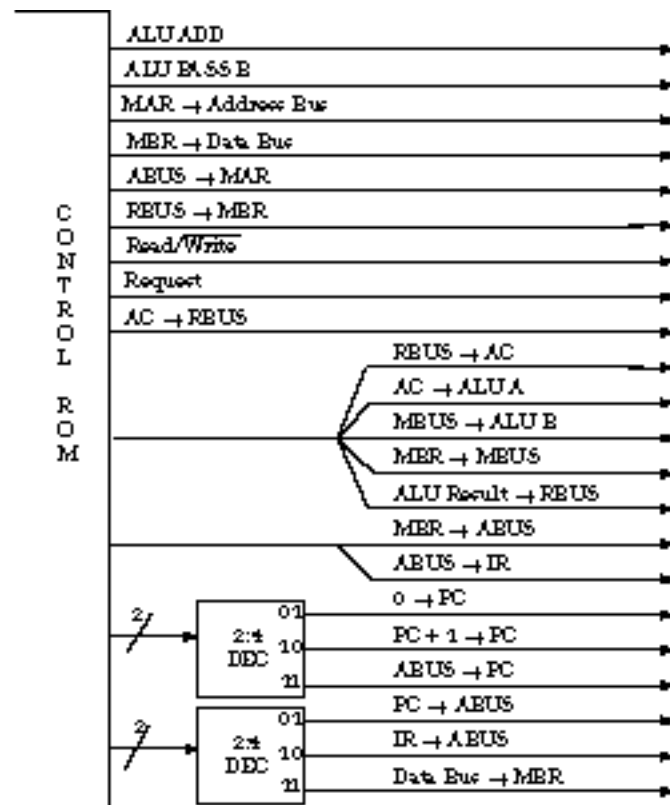 ALU ADD
ALU PASS B
MAR → Address Bus
MBR → Data Bus
ABUS → MAR
RBUS → MBR
Read/Write
Request
AC → RBUS
CONTROL ROM
RBUS → AC
AC → ALU A
MBUS → ALU B
MBR → MBUS
ALU Result → RBUS
MBR → ABUS
ABUS → IR
0 → PC
2
2:4
DEC
01
10
11
PC + 1 → PC
ABUS → PC
PC → ABUS
2
2:4
DEC
01
10
11
IR → ABUS
Data Bus → MBR